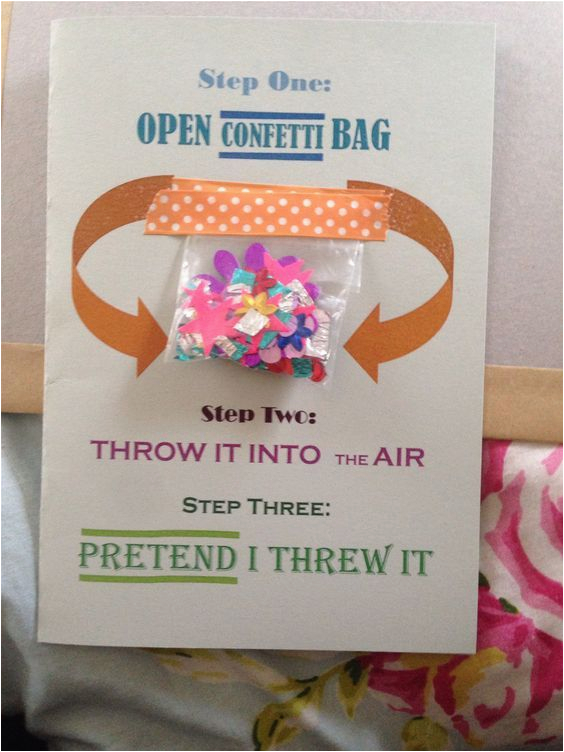 Step One:
OPEN CONFETTI BAG
Step Two:
THROW IT INTO THE AIR
STEP THREE:
PRETEND I THREW IT